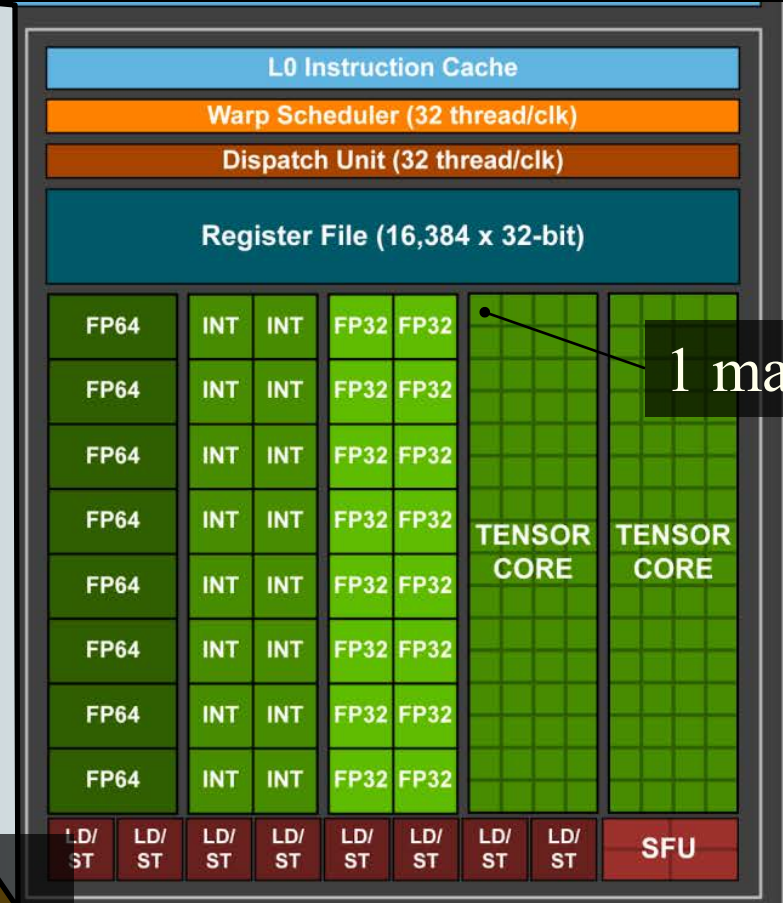 L0 Instruction Cache
Warp Scheduler (32 thread/clk)
Dispatch Unit (32 thread/clk)
Register File (16,384 x 32-bit)
FP64 INT INT FP32 FP32
1 ma
FP64 INT INT FP32 FP32
FP64 INT INT FP32 FP32
FP64 INT INT FP32 FP32
TENSOR CORE TENSOR CORE
FP64 INT INT FP32 FP32
FP64 INT INT FP32 FP32
FP64 INT INT FP32 FP32
FP64 INT INT FP32 FP32
LD/ST LD/ST LD/ST LD/ST LD/ST LD/ST LD/ST LD/ST SFU